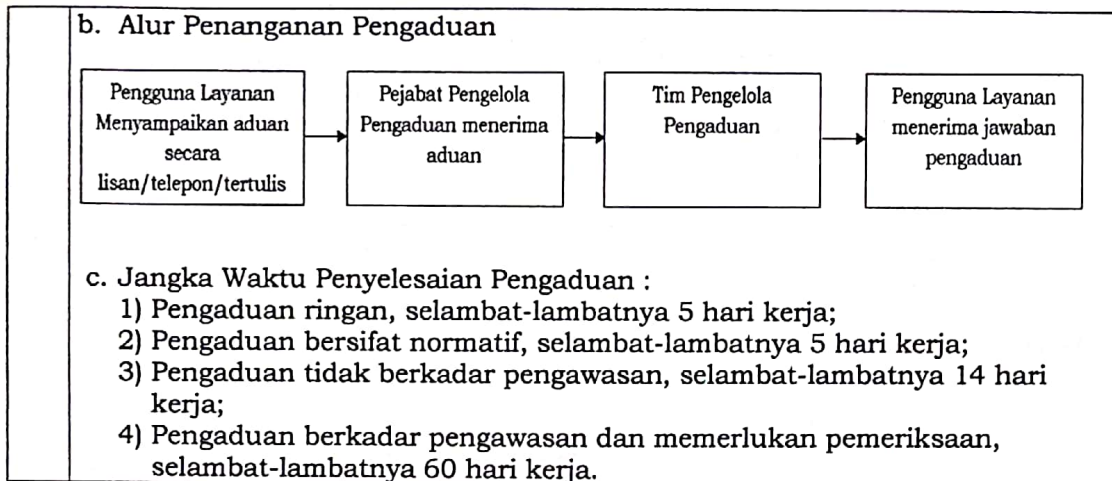 b. Alur Penanganan Pengaduan
Pengguna Layanan
Menyampaikan aduan
secara
lisan/telepon/tertulis
Pejabat Pengelola
Pengaduan menerima
aduan
Tim Pengelola
Pengaduan
Pengguna Layanan
menerima jawaban
pengaduan
c. Jangka Waktu Penyelesaian Pengaduan :
1) Pengaduan ringan, selambat-lambatnya 5 hari kerja;
2) Pengaduan bersifat normatif, selambat-lambatnya 5 hari kerja;
3) Pengaduan tidak berkadar pengawasan, selambat-lambatnya 14 hari
kerja;
4) Pengaduan berkadar pengawasan dan memerlukan pemeriksaan,
selambat-lambatnya 60 hari kerja.